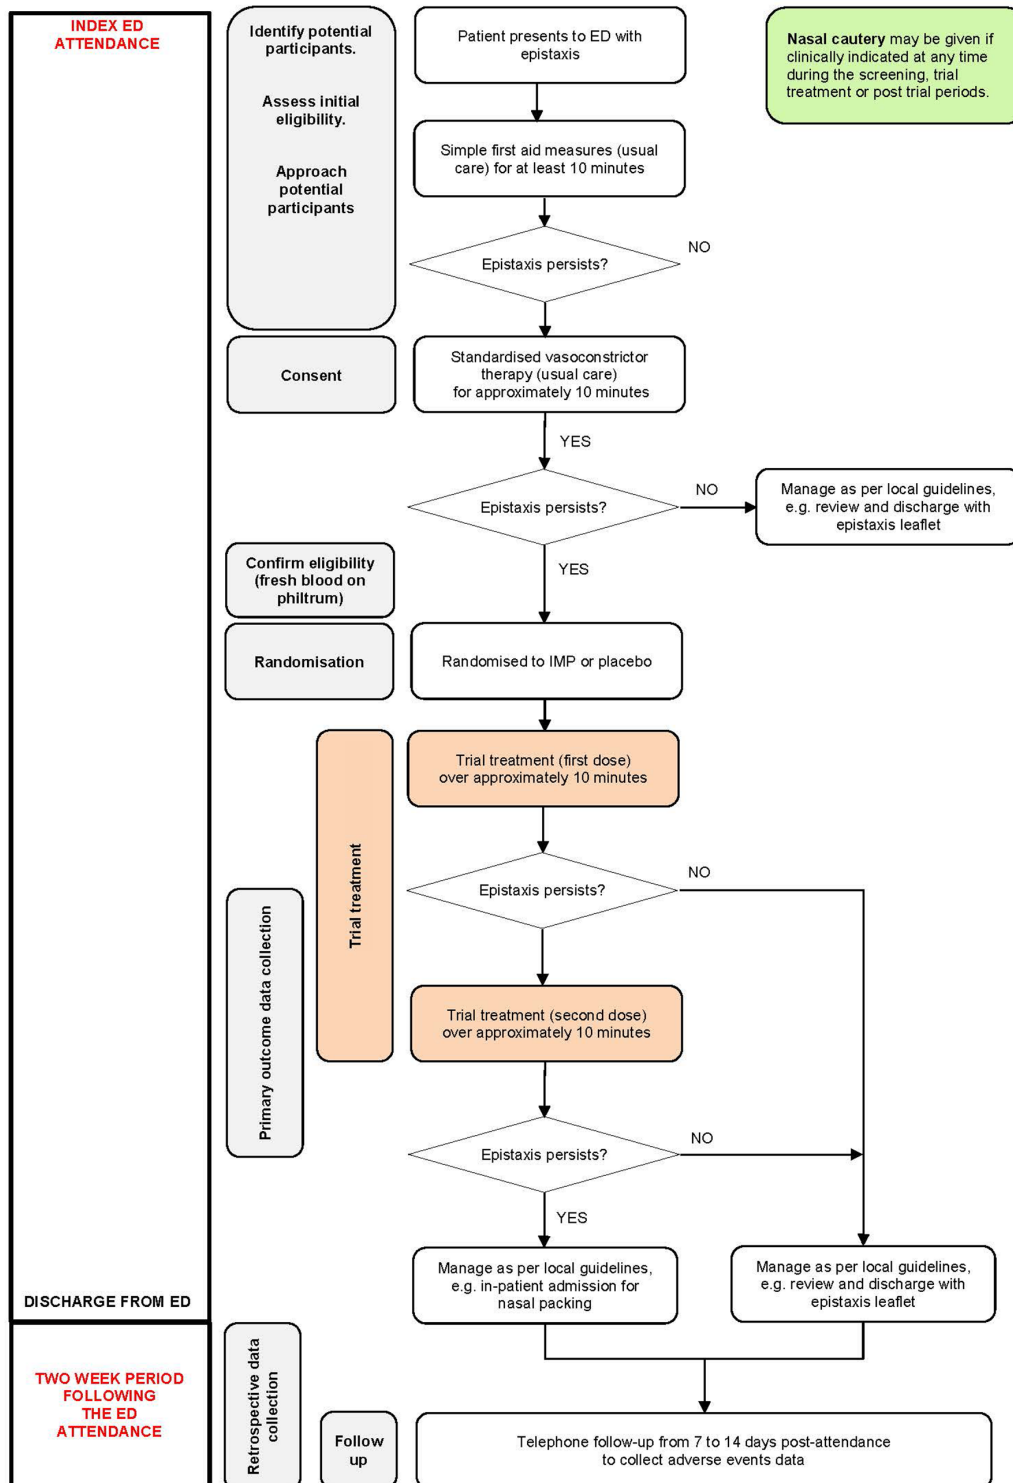 INDEX ED
ATTENDANCE
Identify potential
participants.
Assess initial
eligibility.
Approach
potential
participants
Patient presents to ED with
epistaxis
Nasal cautery may be given if
clinically indicated at any time
during the screening, trial
treatment or post trial periods.
Simple first aid measures (usual
care) for at least 10 minutes
Epistaxis persists?
NO
Consent
Standardised vasoconstrictor
therapy (usual care)
for approximately 10 minutes
YES
Epistaxis persists?
NO
Manage as per local guidelines,
e.g. review and discharge with
epistaxis leaflet
Confirm eligibility
(fresh blood on
philtrum)
YES
Randomisation
Randomised to IMP or placebo
Trial treatment
Trial treatment (first dose)
over approximately 10 minutes
Epistaxis persists?
NO
Primary outcome data collection
Trial treatment (second dose)
over approximately 10 minutes
Epistaxis persists?
NO
YES
Manage as per local guidelines,
e.g. in-patient admission for
nasal packing
Manage as per local guidelines,
e.g. review and discharge with
epistaxis leaflet
DISCHARGE FROM ED
TWO WEEK PERIOD
FOLLOWING
THE ED
ATTENDANCE
Retrospective data
collection
Follow
up
Telephone follow-up from 7 to 14 days post-attendance
to collect adverse events data